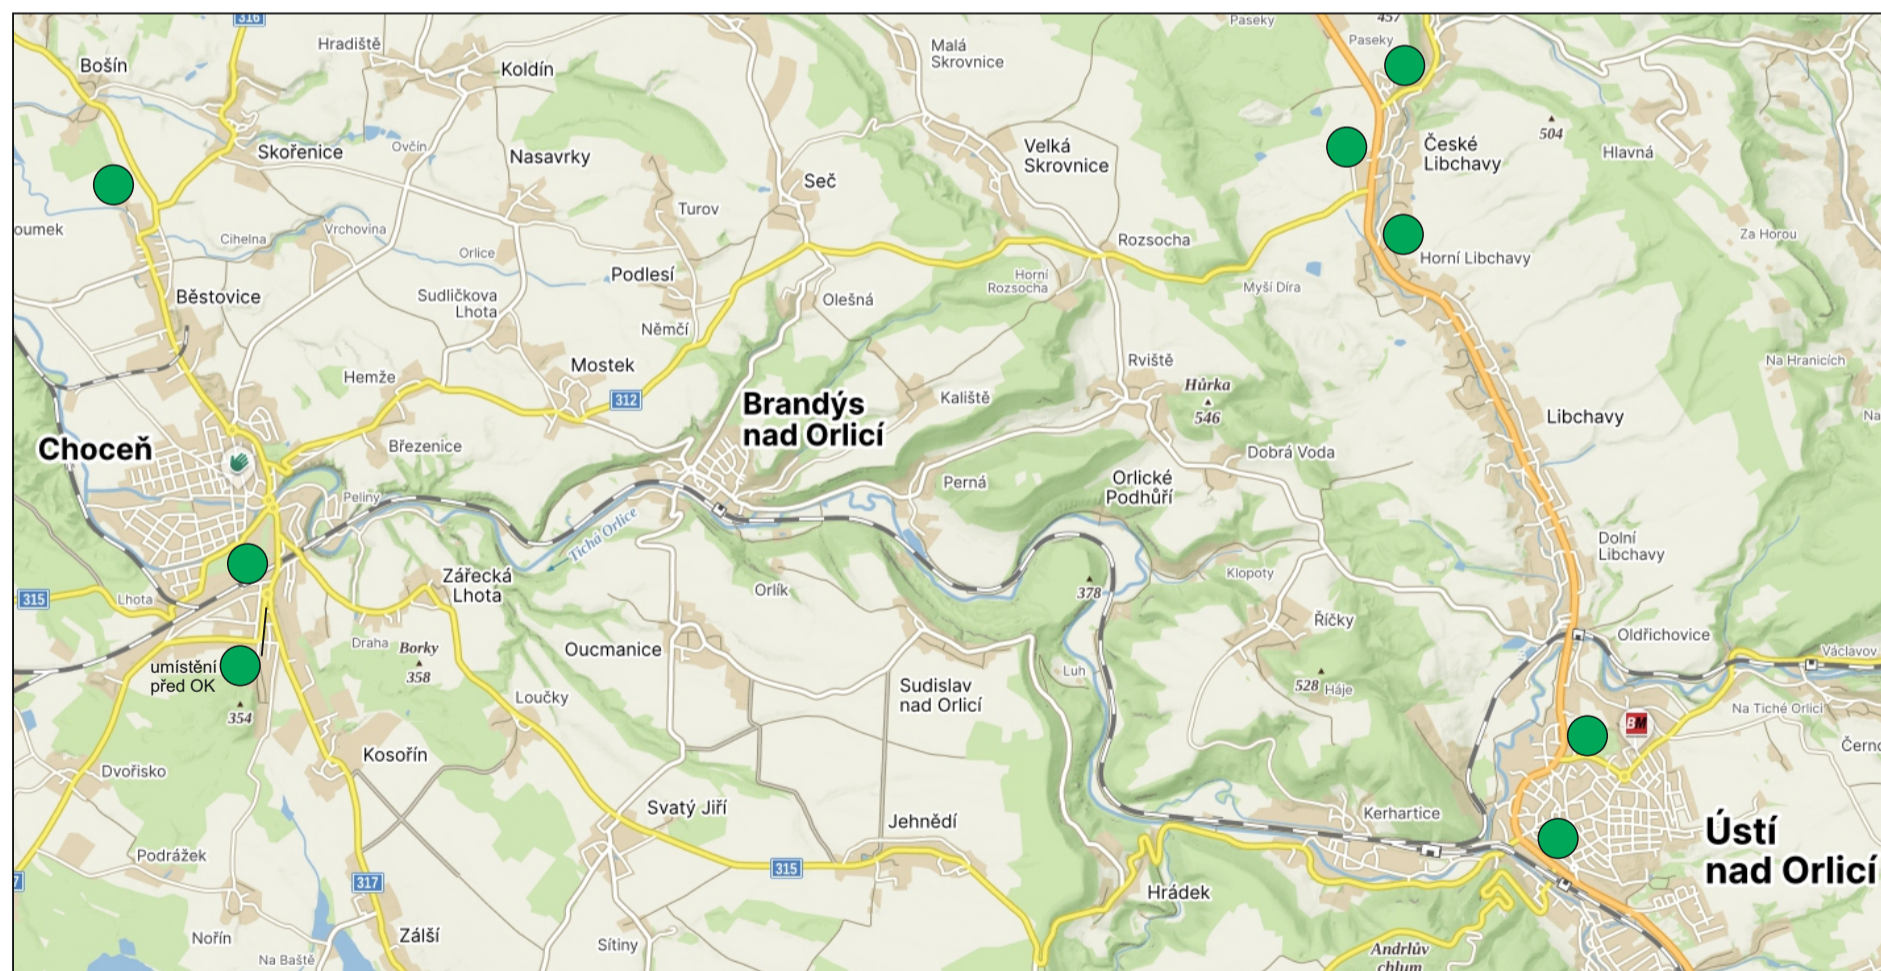 316
Paseky
457
Paseky
Hradiště
Malá
Skrovnice
Bošín
Koldín
504
Skořenice
Ovčín
Nasavrky
Velká
Skrovnice
České
Libchavy
Hlavná
Seč
Turov
oumek
Cihelna
Vrchovina
Orlice
Rozsocha
Za Horou
Podlesí
Horní
Rozsocha
Horní Libchavy
Myší Díra
Běstovice
Sudličkova
Lhota
Olešná
Němčí
Mostek
Hemže
Rviště
Na Hranicích
312
Hůrka
546
Kaliště
Brandýs
nad Orlicí
Libchavy
Na
Choceň
Březenice
Dobrá Voda
Perná
Orlické
Podhůří
Peliny
Tichá Orlice
Dolní
Libchavy
Zářecká
Lhota
Orlík
378
Klopoty
315
Lhota
Říčky
Oldřichovice
Draha
Borky
358
Oucmanice
Václavov
umístění
před OK
Luh
354
Loučky
Sudislav
nad Orlicí
528
Háje
Na Tiché Orlici
BM
Kosořín
Černo
Dvořisko
Svatý Jiří
Jehnědí
Kerhartice
Ústí
nad Orlicí
Podrážek
315
7
317
Hrádek
Nořín
Zálší
Sítiny
Na Baště
Andrlův
chlum